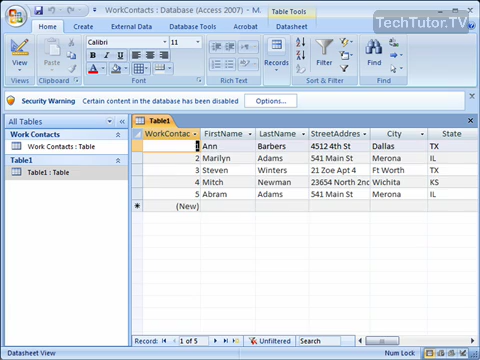 WorkContacts : Database (Access 2007) - M...
Table Tools
TechTutor.TV
Home Create External Data Database Tools Acrobat Datasheet
View
Views
Paste
Clipboard
Calibri 11
B I U
Font
Rich Text
Records
Filter
Sort & Filter
Find
Find
Security Warning Certain content in the database has been disabled Options...
All Tables
Work Contacts
Work Contacts : Table
Table1
Table1 : Table
Table1
WorkContac FirstName LastName StreetAddres City State
1 Ann Barbers 4512 4th St Dallas TX
2 Marilyn Adams 541 Main St Merona IL
3 Steven Winters 21 Zoe Apt 4 Ft Worth TX
4 Mitch Newman 23654 North 2nd Wichita KS
5 Abram Adams 541 Main St Merona IL
(New)
Record: 1 of 5 Unfiltered Search
Datasheet View
Num Lock